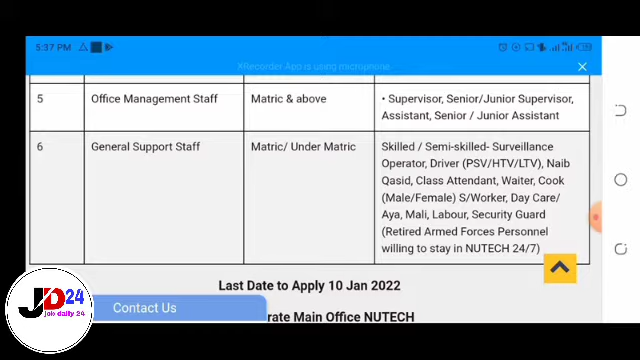 5:37 PM
XRecorder App is using microphone
5 Office Management Staff Matric & above • Supervisor, Senior/Junior Supervisor,
Assistant, Senior / Junior Assistant
6 General Support Staff Matric/ Under Matric Skilled / Semi-skilled- Surveillance
Operator, Driver (PSV/HTV/LTV), Naib
Qasid, Class Attendant, Waiter, Cook
(Male/Female) S/Worker, Day Care/
Aya, Mali, Labour, Security Guard
(Retired Armed Forces Personnel
willing to stay in NUTECH 24/7)
Last Date to Apply 10 Jan 2022
JD24
job daily 24
Contact Us
rate Main Office NUTECH